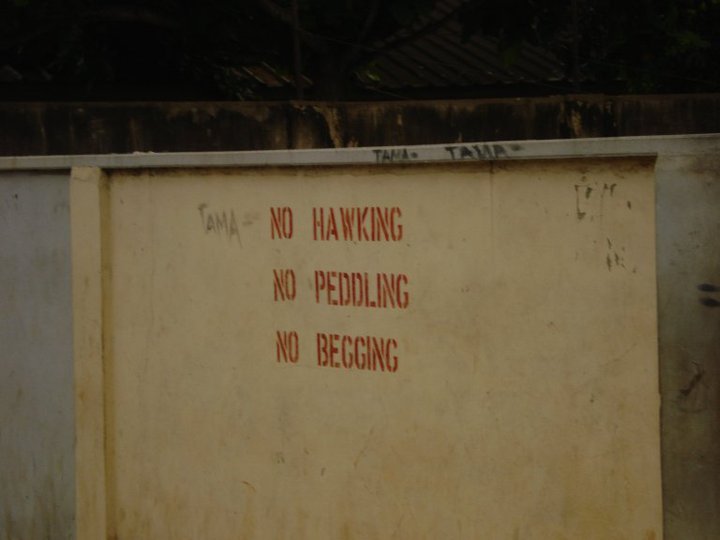 TAMA TAMA
TAMA
NO HAWKING
NO PEDDLING
NO BEGGING